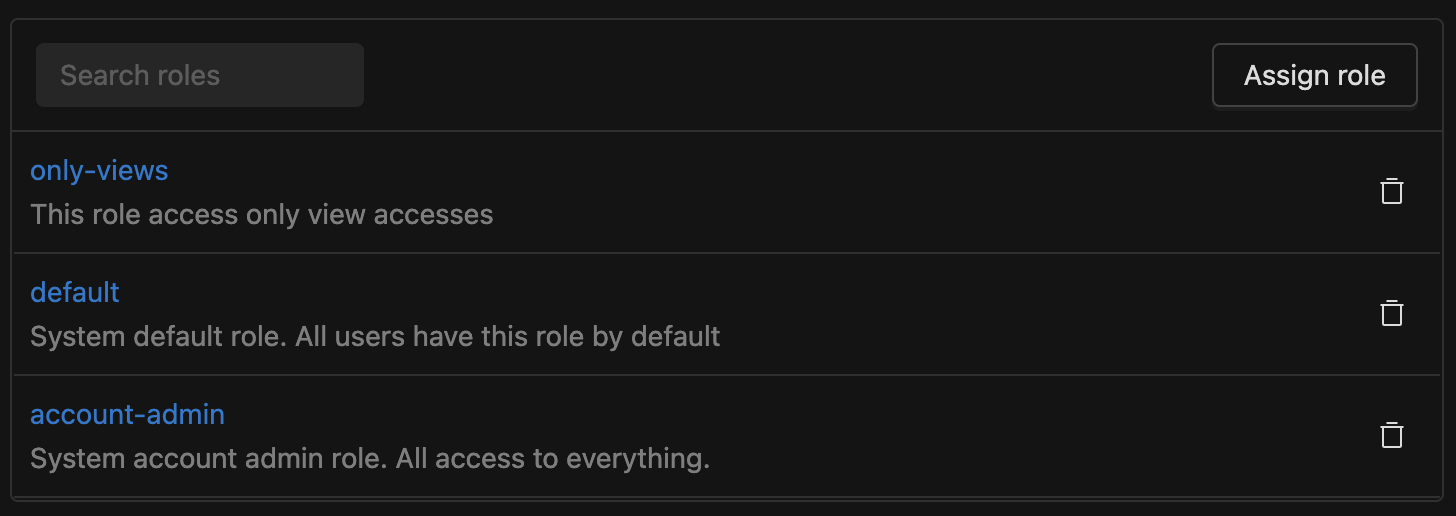 Search roles
Assign role
only-views
This role access only view accesses
default
System default role. All users have this role by default
account-admin
System account admin role. All access to everything.